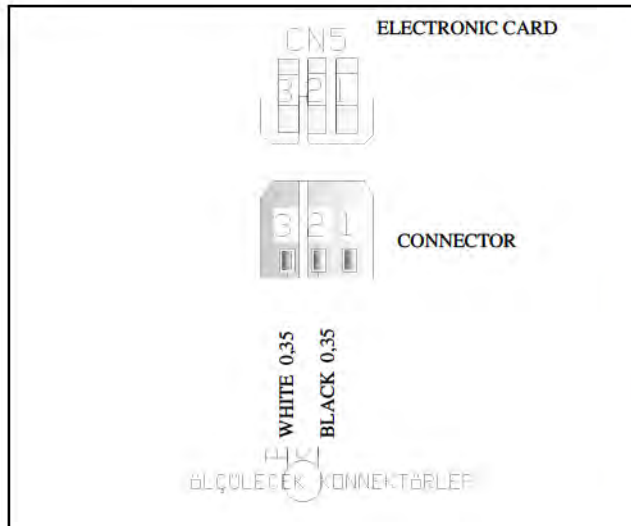 ELECTRONIC CARD
CN5
3 2 1
3 2 1
CONNECTOR
WHITE 0,35
BLACK 0,35
ÖLÇÜLECEK KONNEKTÖRLER